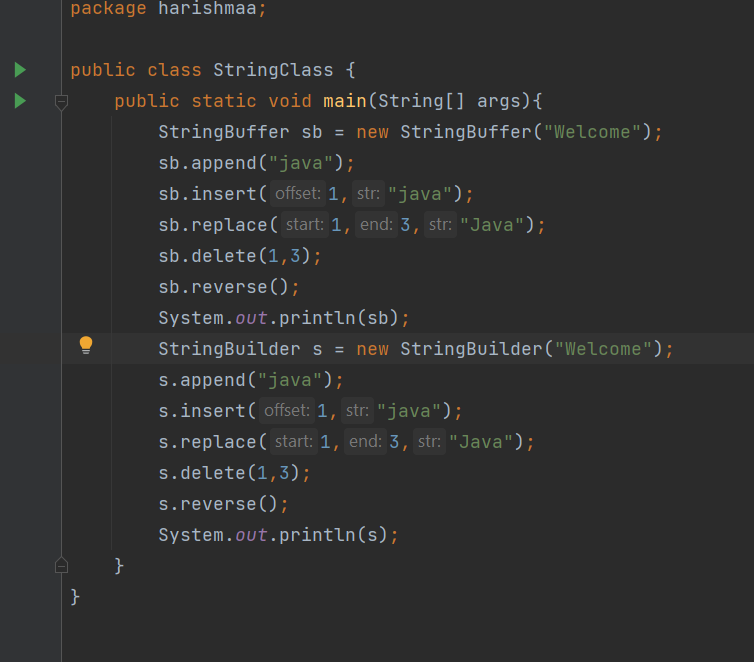 package harishmaa;
public class StringClass {
    public static void main(String[] args){
        StringBuffer sb = new StringBuffer("Welcome");
        sb.append("java");
        sb.insert( offset: 1, str: "java");
        sb.replace( start: 1, end: 3, str: "Java");
        sb.delete(1,3);
        sb.reverse();
        System.out.println(sb);
        StringBuilder s = new StringBuilder("Welcome");
        s.append("java");
        s.insert( offset: 1, str: "java");
        s.replace( start: 1, end: 3, str: "Java");
        s.delete(1,3);
        s.reverse();
        System.out.println(s);
    }
}